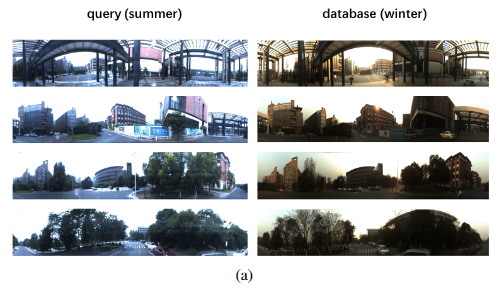 query (summer)
database (winter)
(a)